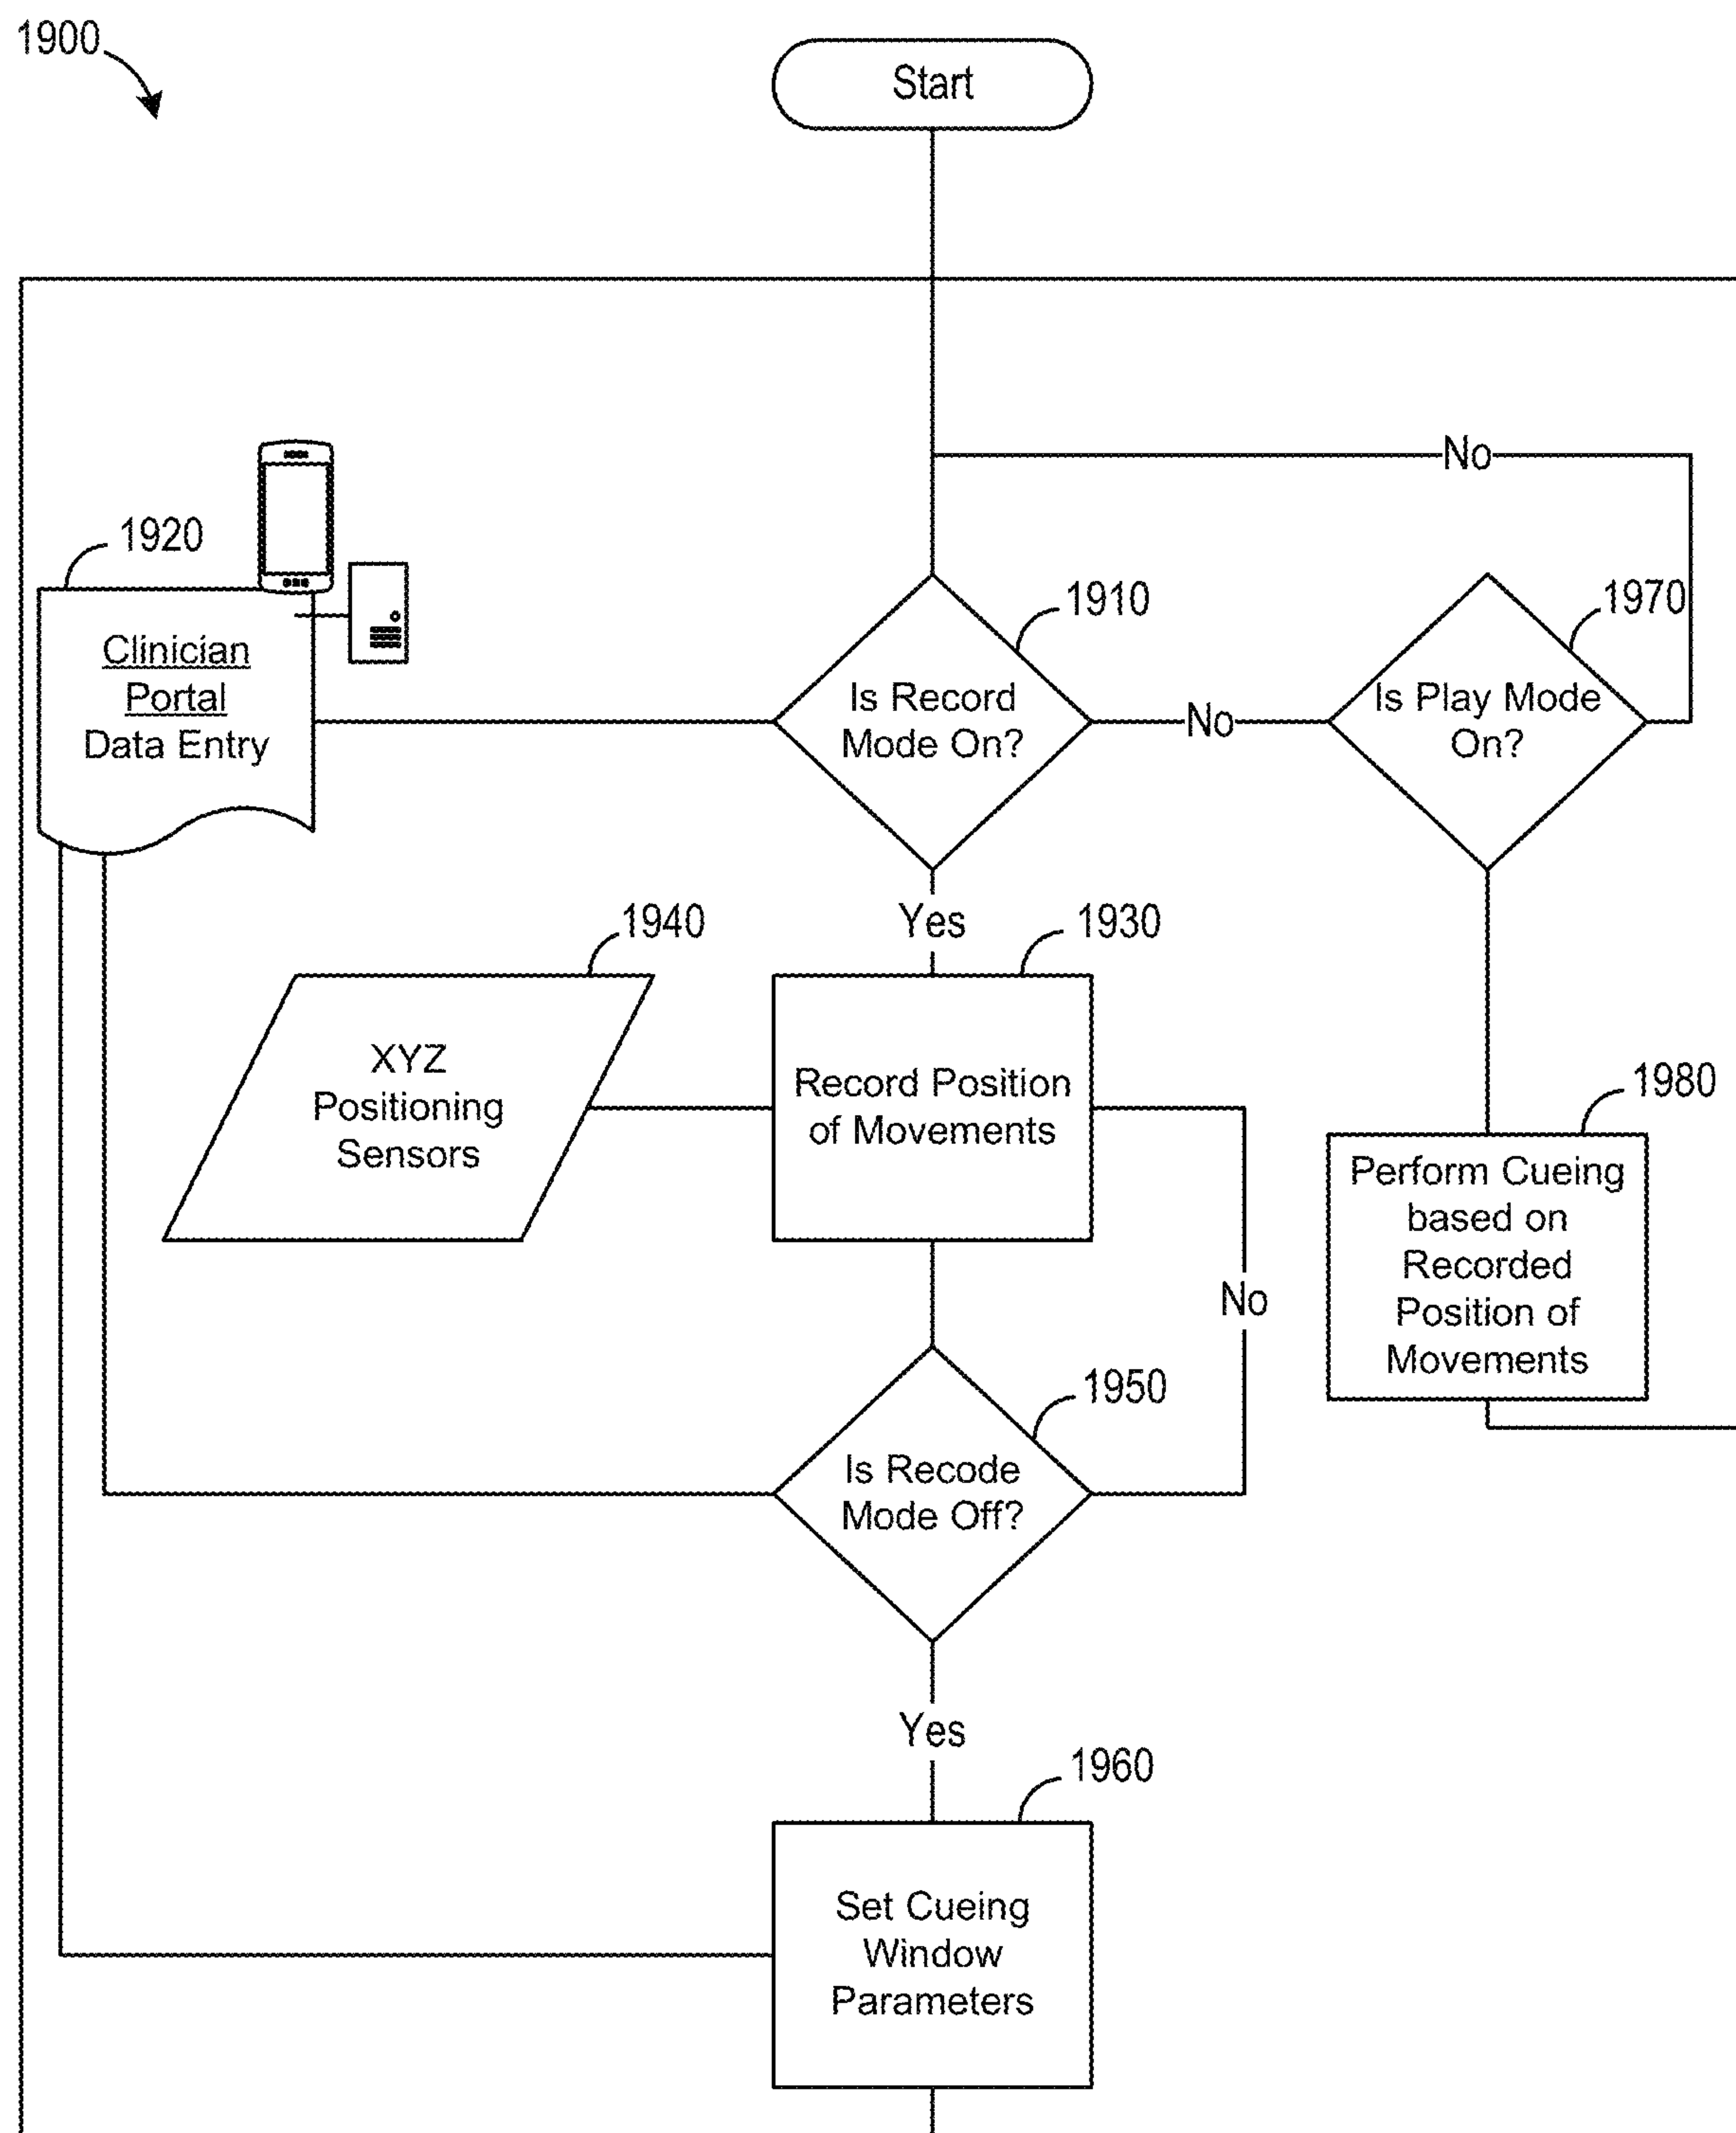 1900
Start
No
1920
Clinician
Portal
Data Entry
1910
Is Record
Mode On?
No
1970
Is Play Mode
On?
Yes
1940
XYZ
Positioning
Sensors
1930
Record Position
of Movements
No
1980
Perform Cueing
based on
Recorded
Position of
Movements
1950
Is Recode
Mode Off?
Yes
1960
Set Cueing
Window
Parameters